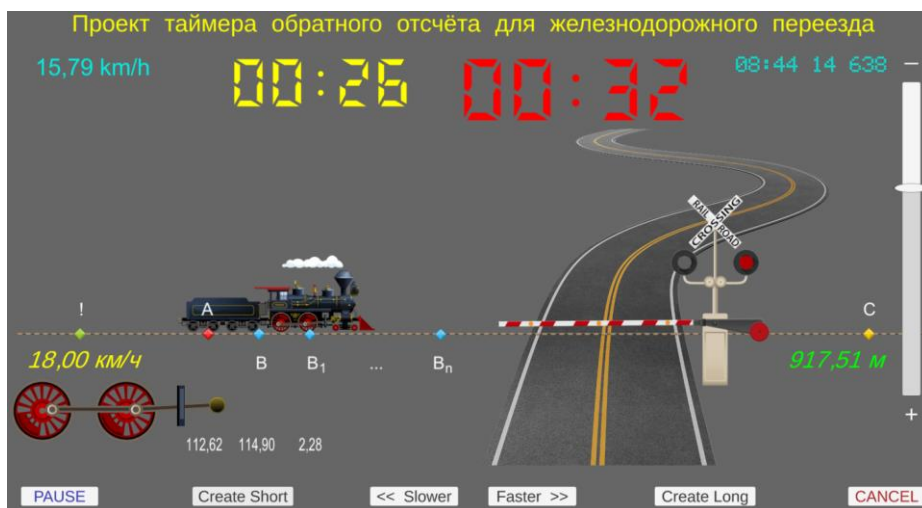 Проект таймера обратного отсчёта для железнодорожного переезда
15,79 km/h
00:26
00:32
08:44 14 638
−
RAIL ROAD
CROSSING
! A C
B B₁ ... Bₙ
18,00 км/ч
917,51 м
+
112,62 114,90 2,28
PAUSE Create Short << Slower Faster >> Create Long CANCEL